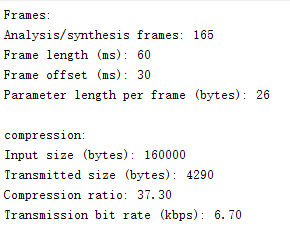 Frames:
Analysis/synthesis frames: 165
Frame length (ms): 60
Frame offset (ms): 30
Parameter length per frame (bytes): 26
compression:
Input size (bytes): 160000
Transmitted size (bytes): 4290
Compression ratio: 37.30
Transmission bit rate (kbps): 6.70